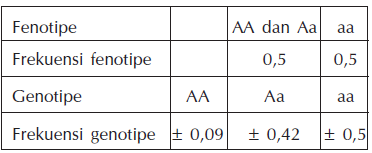 Fenotipe AA dan Aa aa
Frekuensi fenotipe 0,5 0,5
Genotipe AA Aa aa
Frekuensi genotipe ± 0,09 ± 0,42 ± 0,5